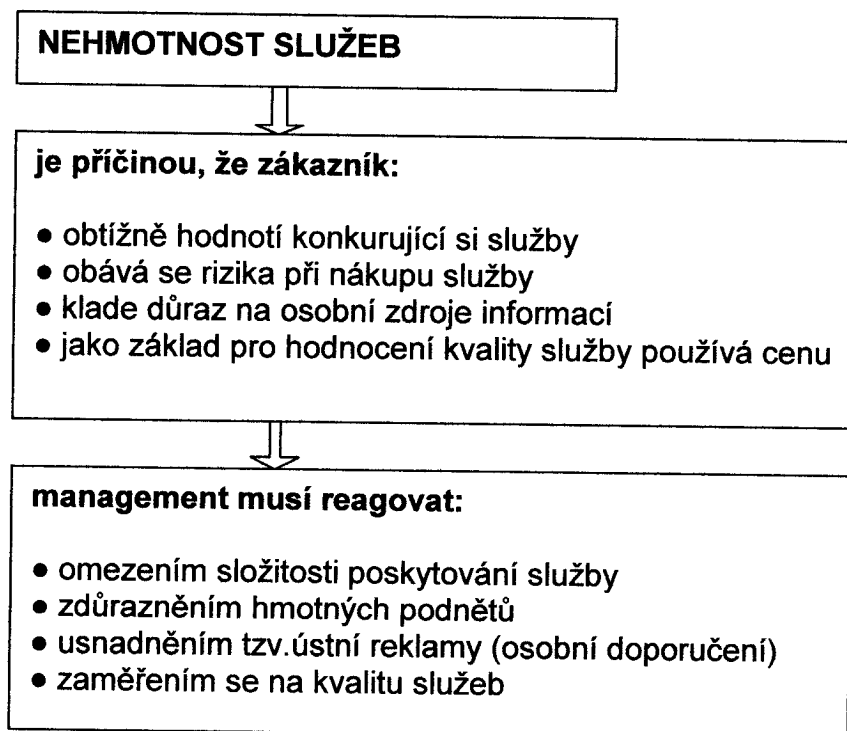 NEHMOTNOST SLUŽEB
je příčinou, že zákazník:
● obtížně hodnotí konkurující si služby
● obává se rizika při nákupu služby
● klade důraz na osobní zdroje informací
● jako základ pro hodnocení kvality služby používá cenu
management musí reagovat:
● omezením složitosti poskytování služby
● zdůrazněním hmotných podnětů
● usnadněním tzv.ústní reklamy (osobní doporučení)
● zaměřením se na kvalitu služeb